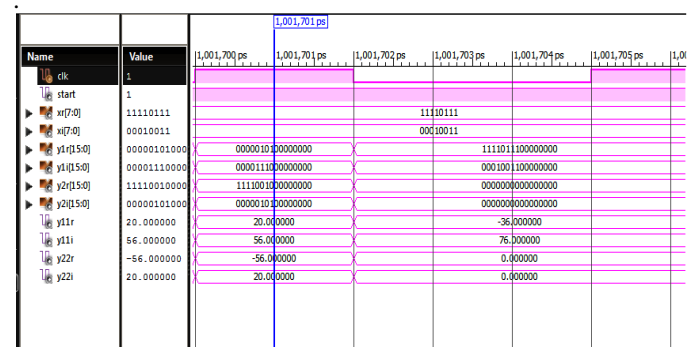 1,001,701 ps
Name Value 1,001,700 ps 1,001,701 ps 1,001,702 ps 1,001,703 ps 1,001,704 ps 1,001,705 ps 1,00
clk 1
start 1
xr[7:0] 11110111 11110111
xi[7:0] 00010011 00010011
y1r[15:0] 00000101000 0000010100000000 1111011100000000
y1i[15:0] 00001110000 0000111000000000 0001001100000000
y2r[15:0] 11110010000 1111001000000000 0000000000000000
y2i[15:0] 00000101000 0000010100000000 0000000000000000
y11r 20.000000 20.000000 -36.000000
y11i 56.000000 56.000000 76.000000
y22r -56.000000 -56.000000 0.000000
y22i 20.000000 20.000000 0.000000